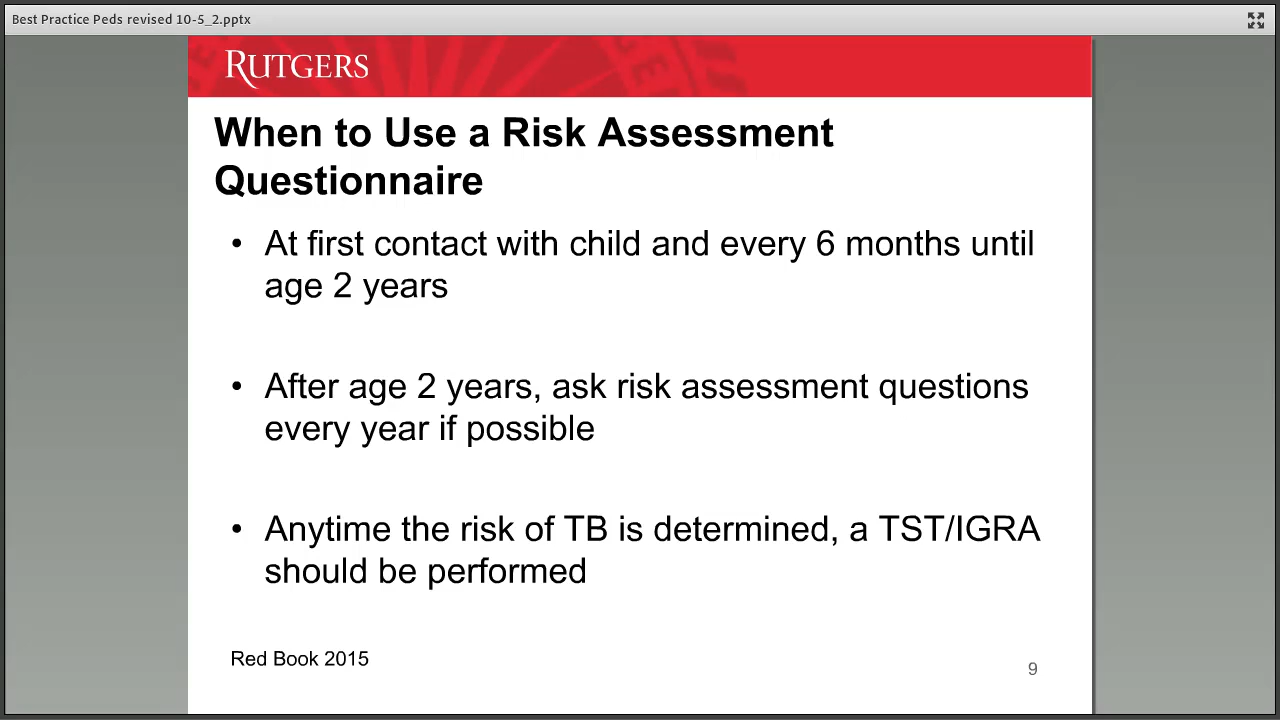 Best Practice Peds revised 10-5_2.pptx
RUTGERS
When to Use a Risk Assessment
Questionnaire
• At first contact with child and every 6 months until
age 2 years
• After age 2 years, ask risk assessment questions
every year if possible
• Anytime the risk of TB is determined, a TST/IGRA
should be performed
Red Book 2015
9